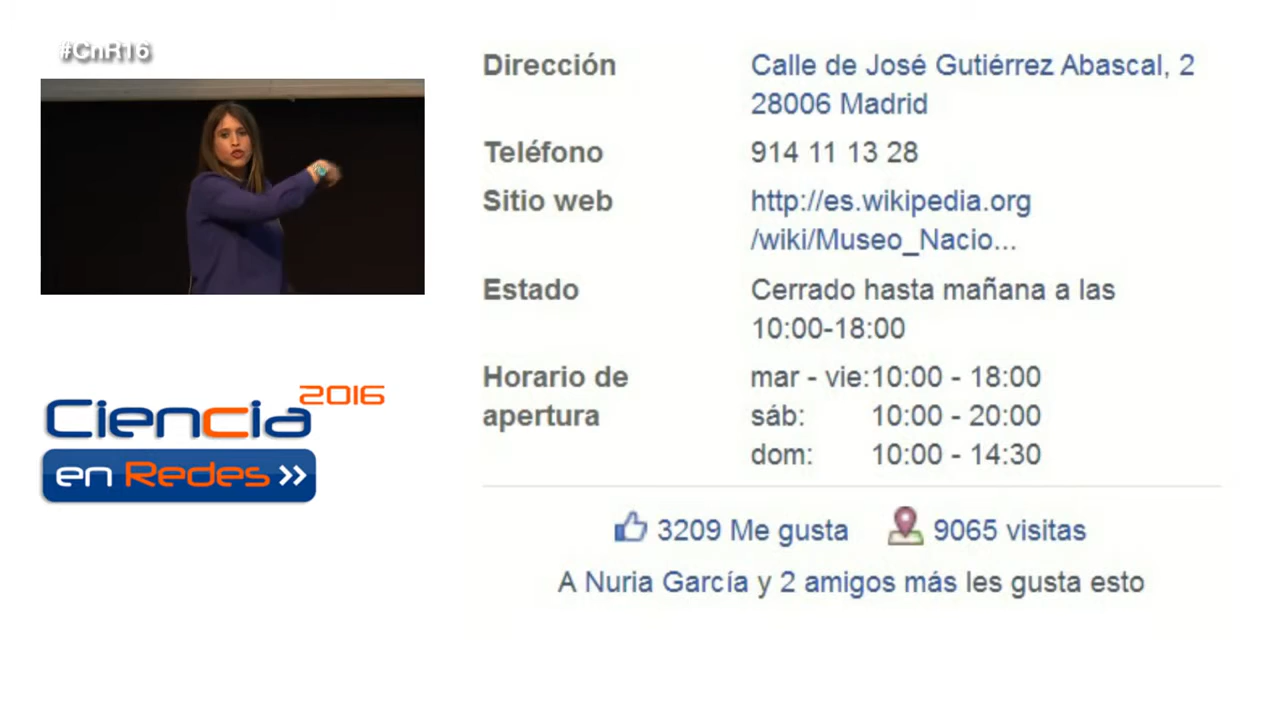 #CnR16
Dirección
Calle de José Gutiérrez Abascal, 2
28006 Madrid
Teléfono
914 11 13 28
Sitio web
http://es.wikipedia.org
/wiki/Museo_Nacio...
Estado
Cerrado hasta mañana a las
10:00-18:00
Horario de
apertura
mar - vie:10:00 - 18:00
sáb: 10:00 - 20:00
dom: 10:00 - 14:30
3209 Me gusta 9065 visitas
A Nuria García y 2 amigos más les gusta esto
Ciencia 2016
en Redes »